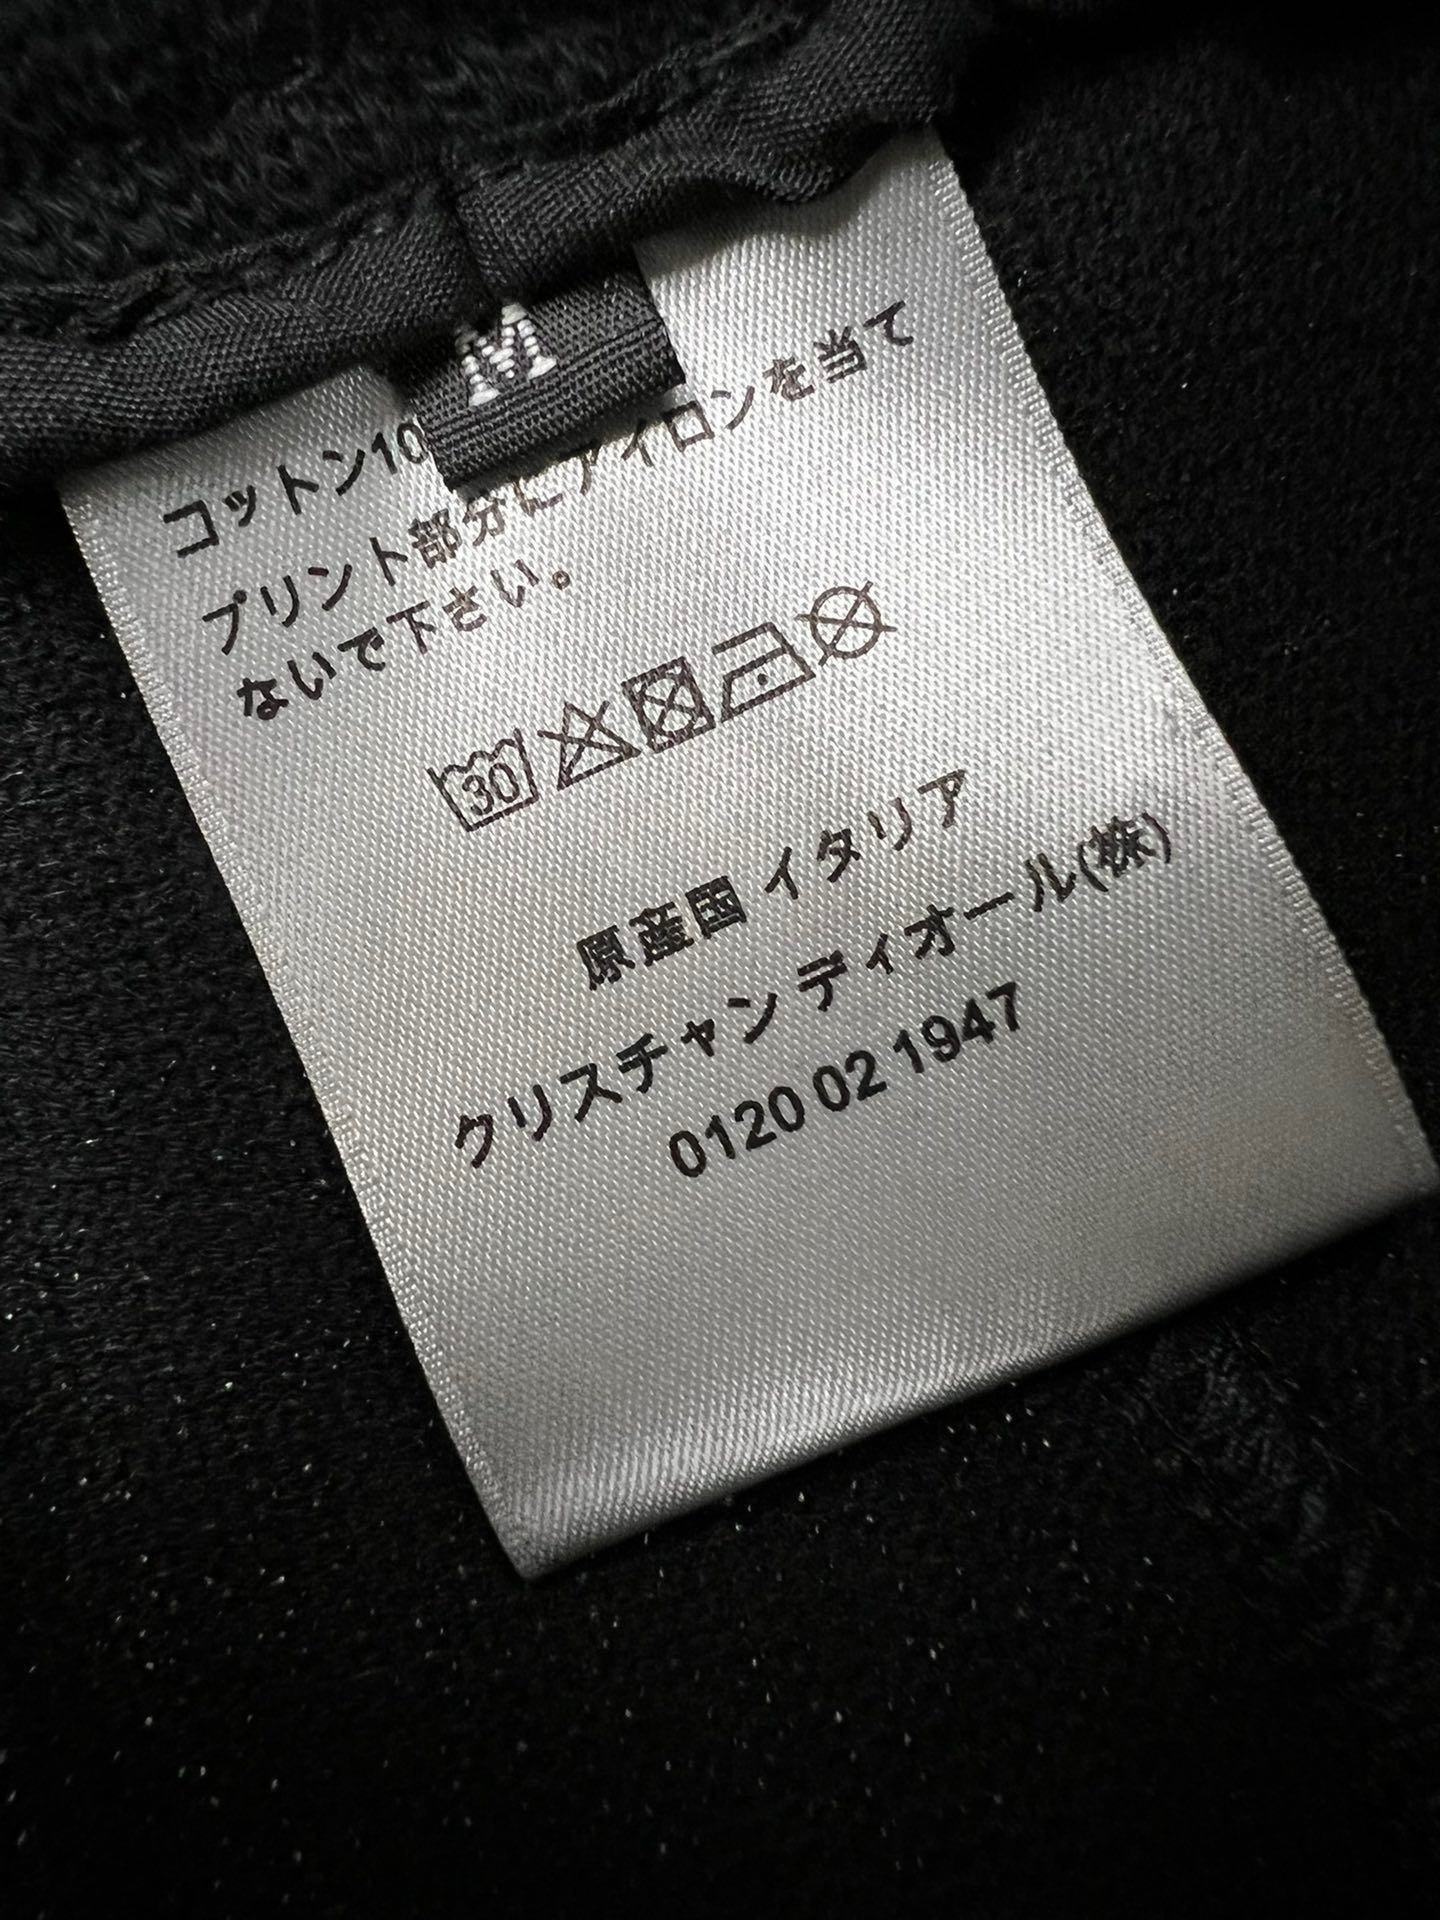 M
コットン10
プリント部分にアイロンを当て
ないで下さい。
30
原産国 イタリア
クリスチャン ディオール(株)
0120 02 1947